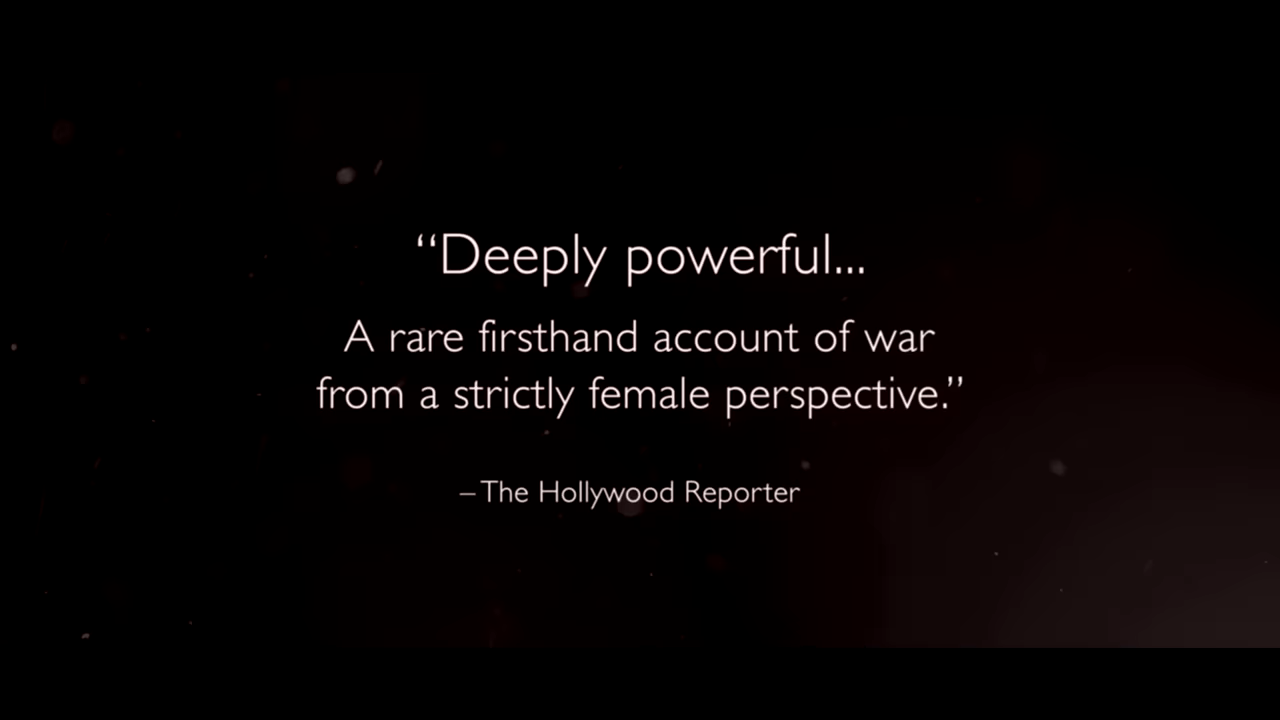 “Deeply powerful...
A rare firsthand account of war
from a strictly female perspective.”
– The Hollywood Reporter